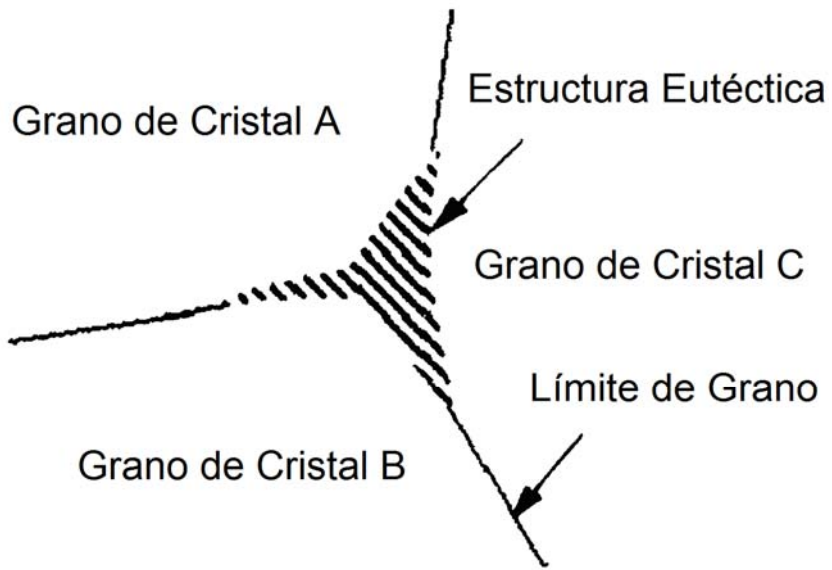 Estructura Eutéctica
Grano de Cristal A
Grano de Cristal C
Límite de Grano
Grano de Cristal B